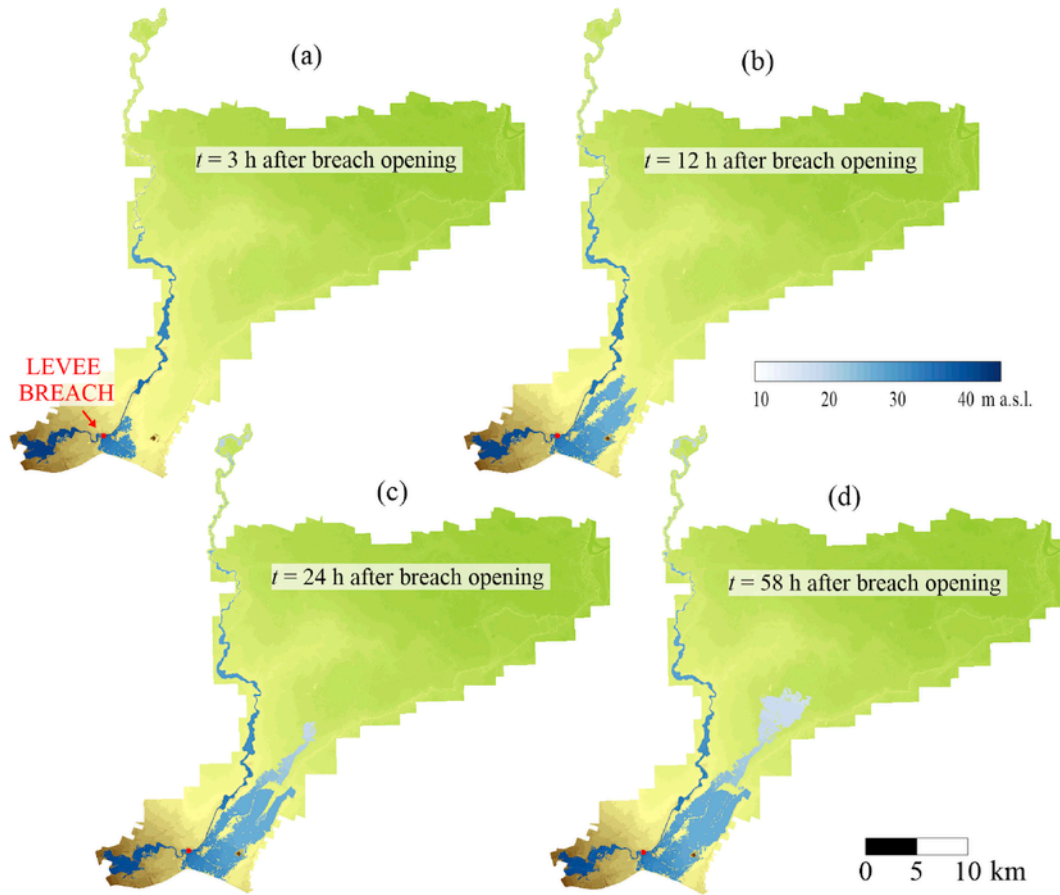 (a)
(b)
t = 3 h after breach opening
t = 12 h after breach opening
LEVEE
BREACH
10 20 30 40 m a.s.l.
(c)
(d)
t = 24 h after breach opening
t = 58 h after breach opening
0 5 10 km